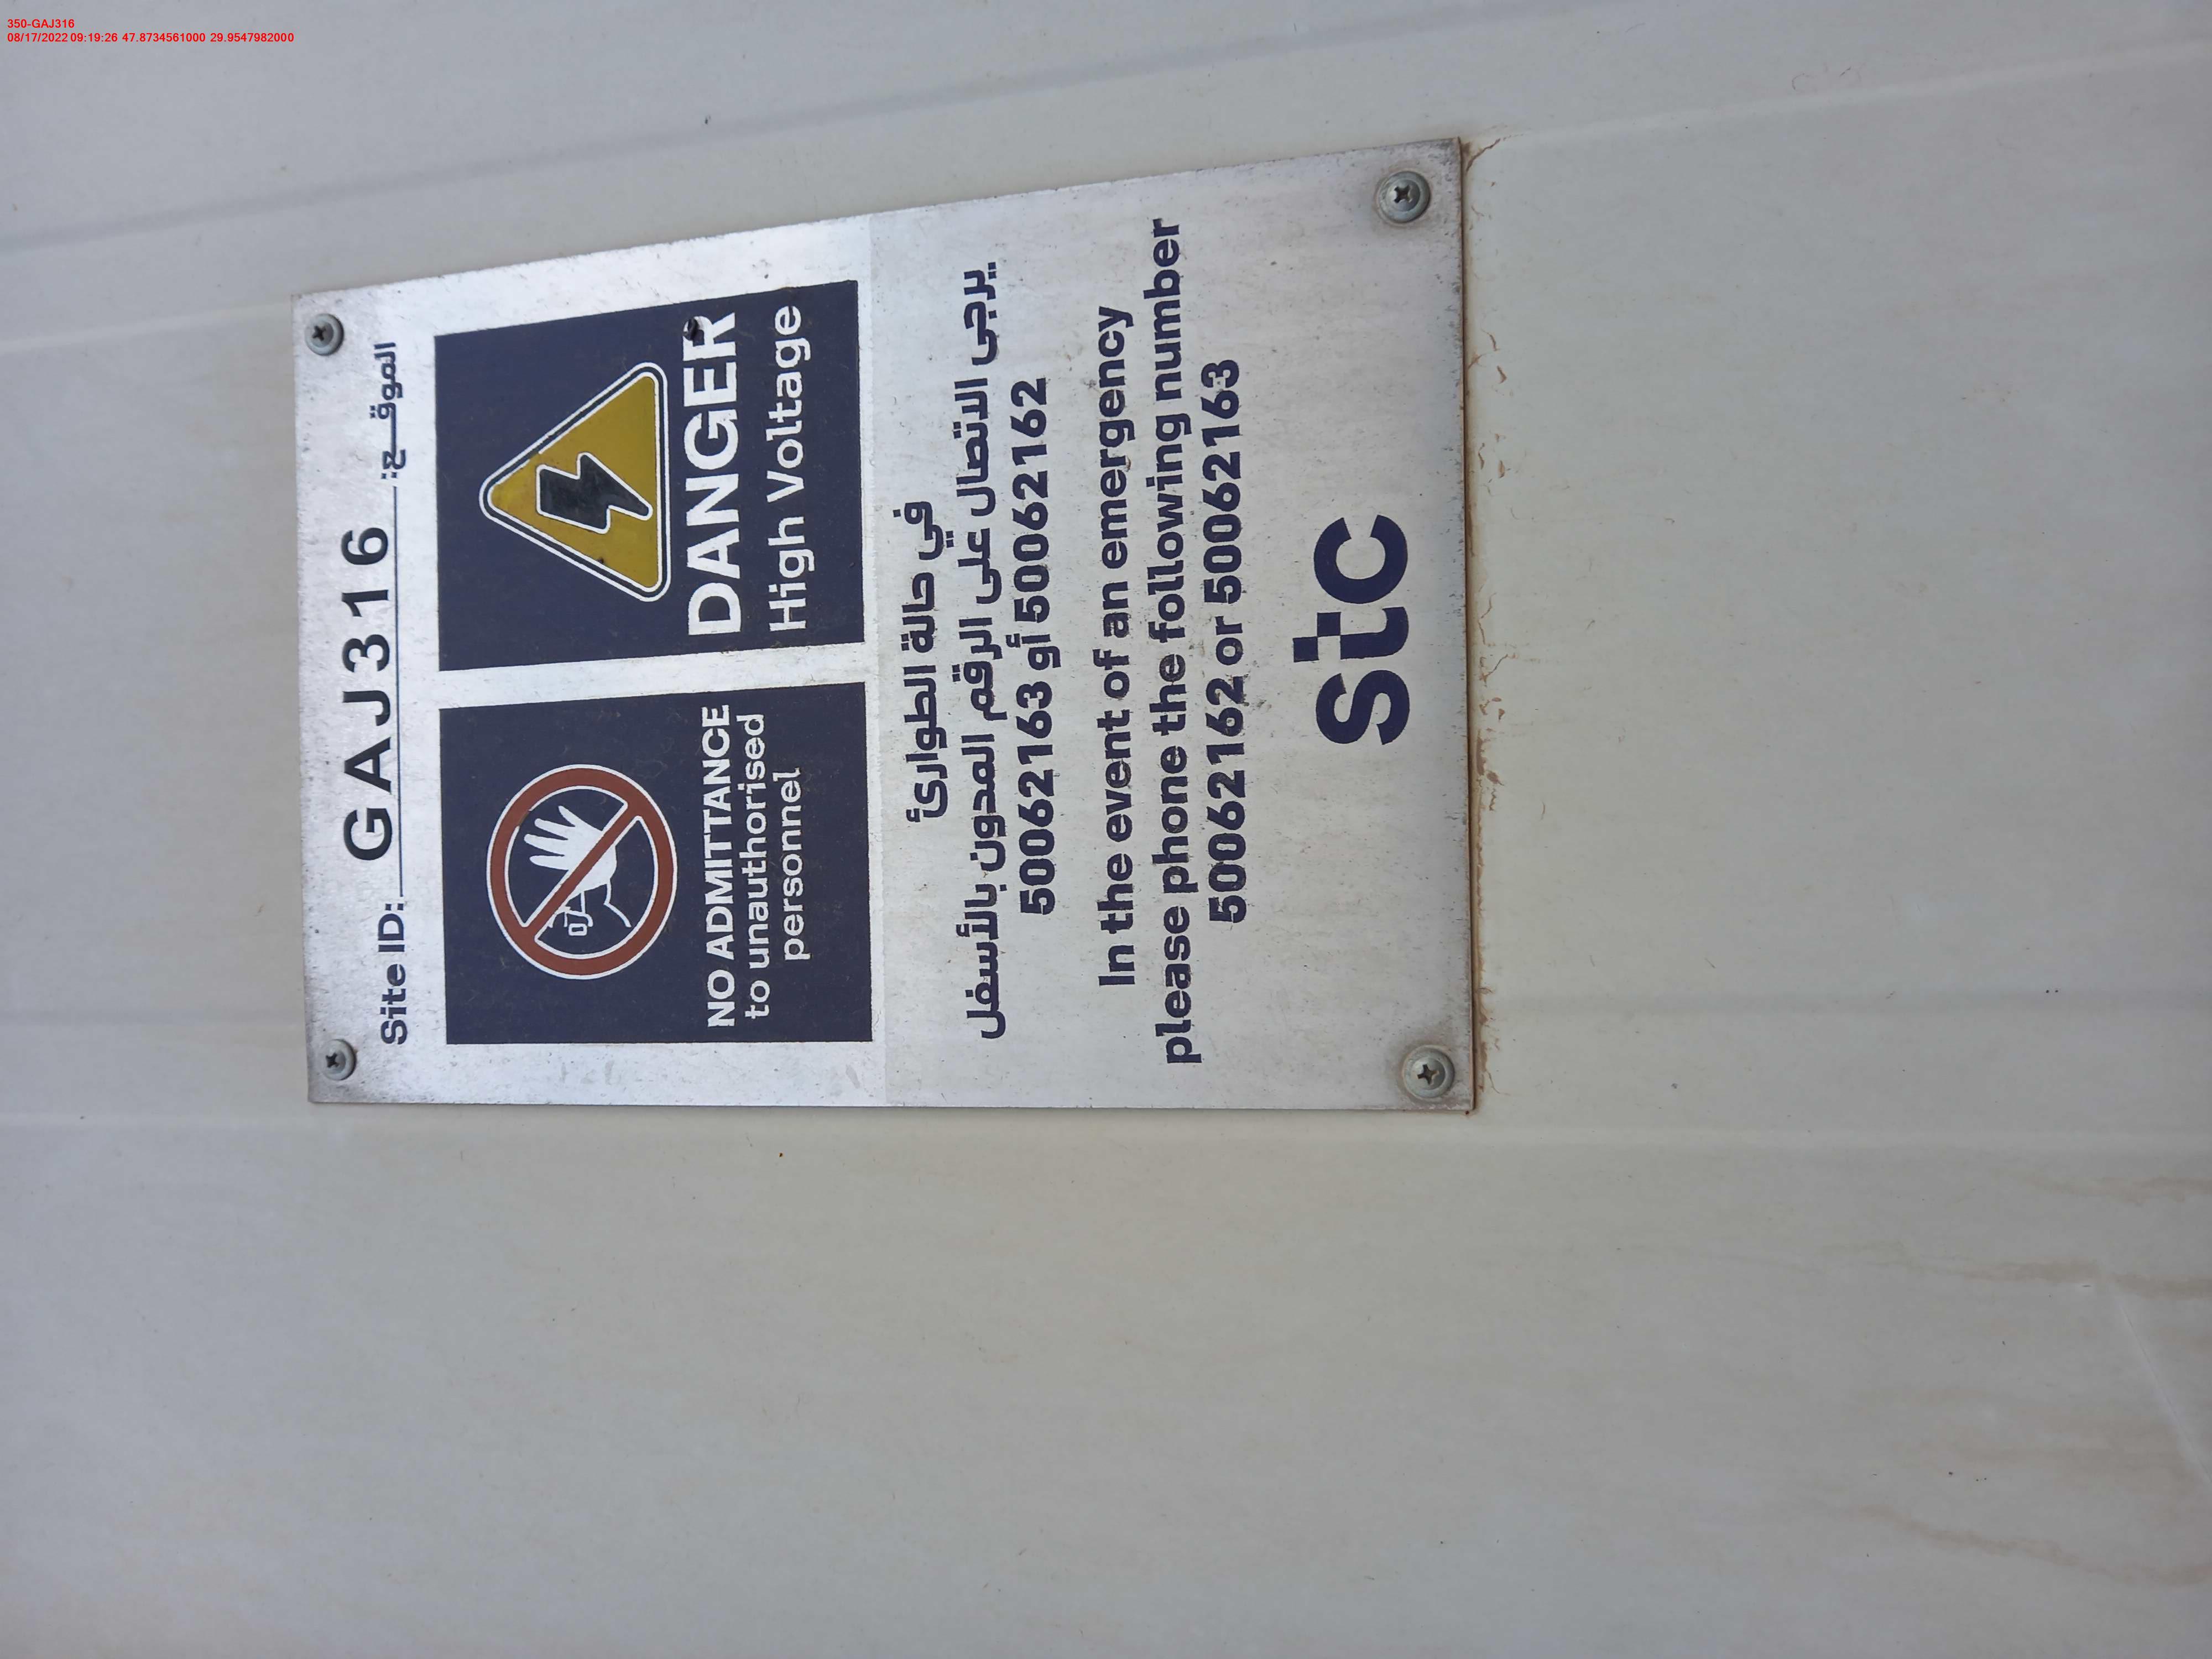 350-GAJ316
08/17/2022 09:19:26 47.8734561000 29.9547982000
Site ID: GAJ316 الموقـــع:
NO ADMITTANCE
to unauthorised
personnel
DANGER
High Voltage
في حالة الطوارئ
يرجى الاتصال على الرقم المدون بالأسفل
50062163 أو 50062162
In the event of an emergency
please phone the following number
50062162 or 50062163
stc